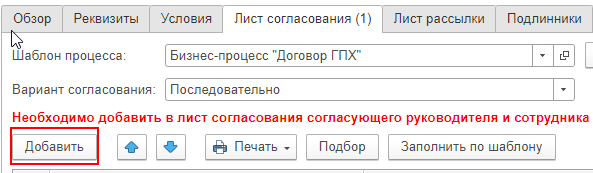 Обзор Реквизиты Условия Лист согласования (1) Лист рассылки Подлинники
Шаблон процесса: Бизнес-процесс "Договор ГПХ"
Вариант согласования: Последовательно
Необходимо добавить в лист согласования согласующего руководителя и сотрудника
Добавить Печать Подбор Заполнить по шаблону